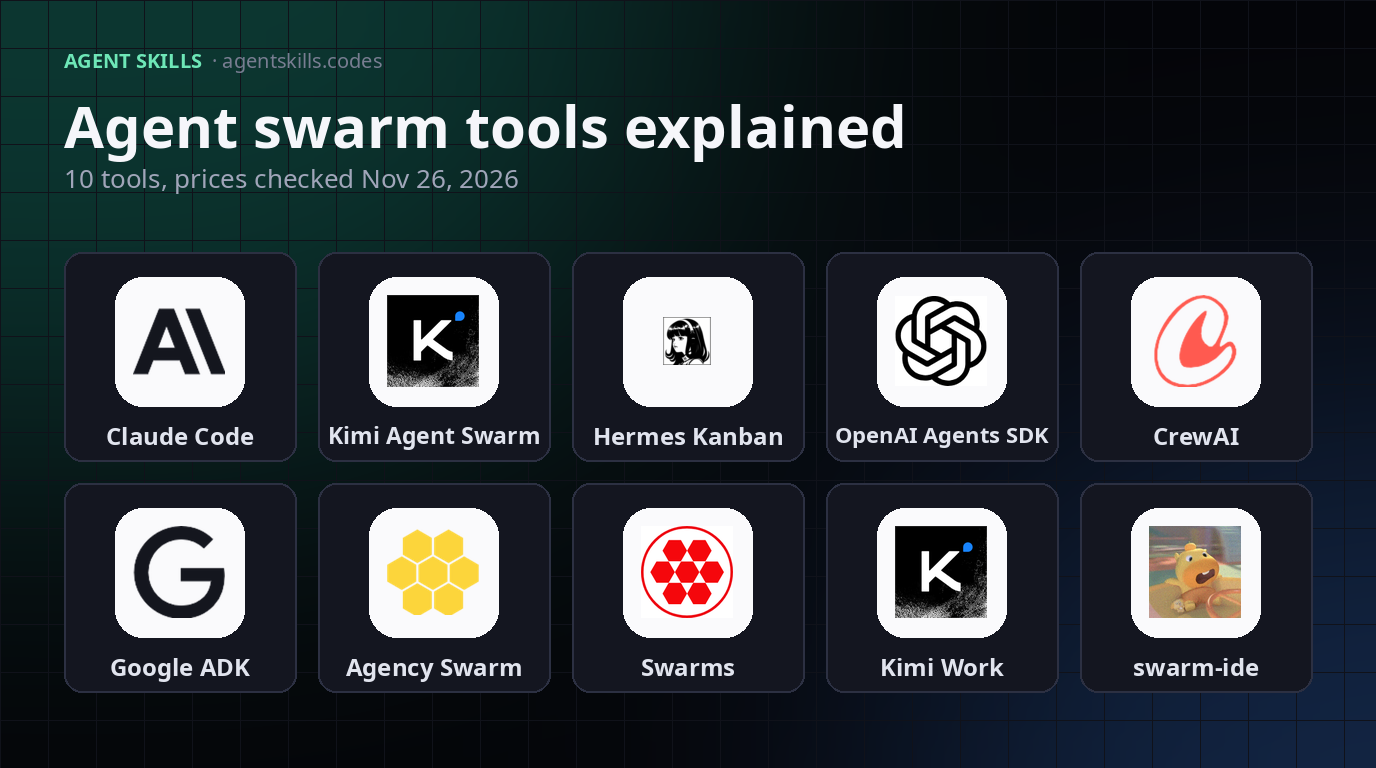 AGENT SKILLS · agentskills.codes
Agent swarm tools explained
10 tools, prices checked Nov 26, 2026
Claude Code
Kimi Agent Swarm
Hermes Kanban
OpenAI Agents SDK
CrewAI
Google ADK
Agency Swarm
Swarms
Kimi Work
swarm-ide